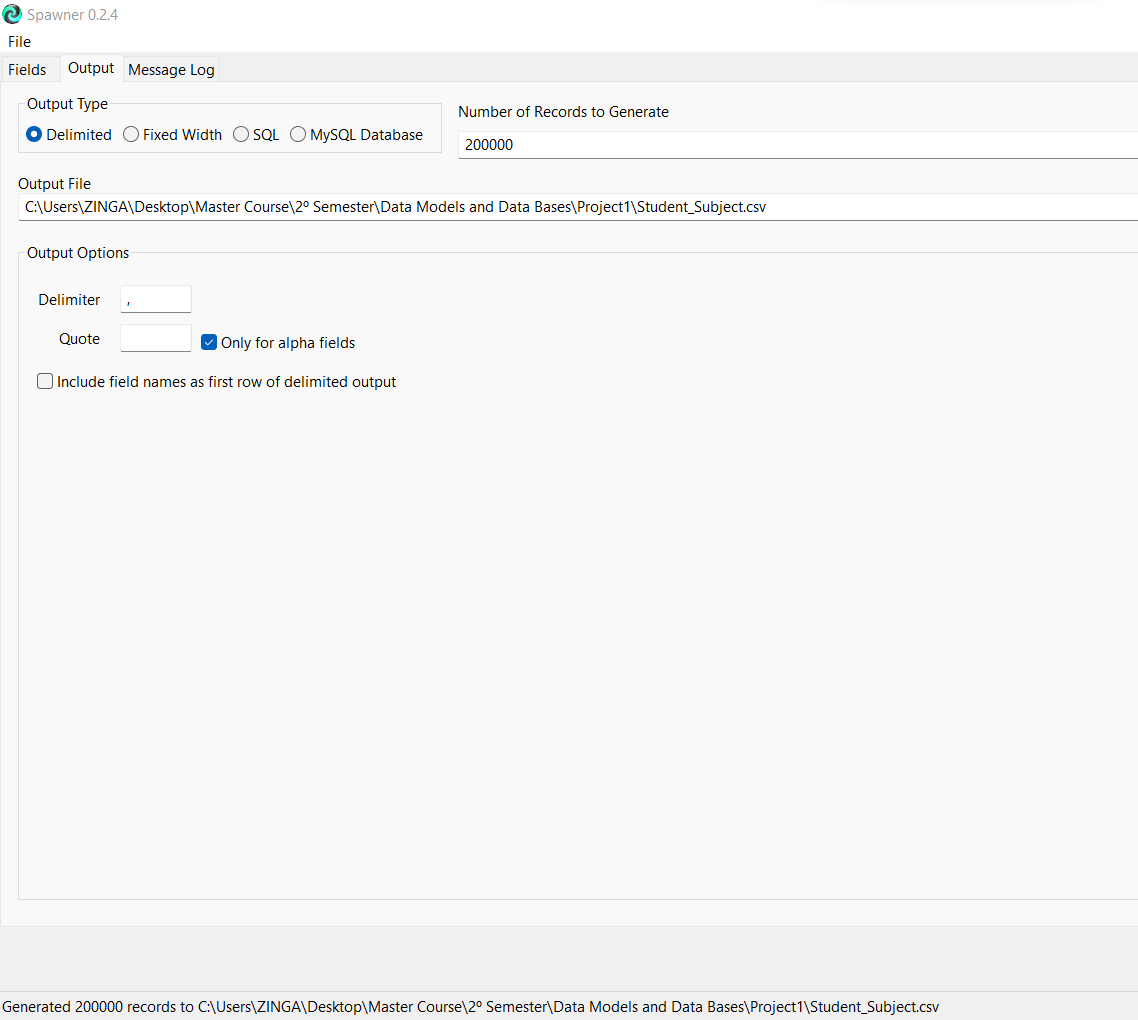 Spawner 0.2.4
File
Fields Output Message Log
Output Type
Delimited Fixed Width SQL MySQL Database
Number of Records to Generate
200000
Output File
C:\Users\ZINGA\Desktop\Master Course\2º Semester\Data Models and Data Bases\Project1\Student_Subject.csv
Output Options
Delimiter ,
Quote Only for alpha fields
Include field names as first row of delimited output
Generated 200000 records to C:\Users\ZINGA\Desktop\Master Course\2º Semester\Data Models and Data Bases\Project1\Student_Subject.csv